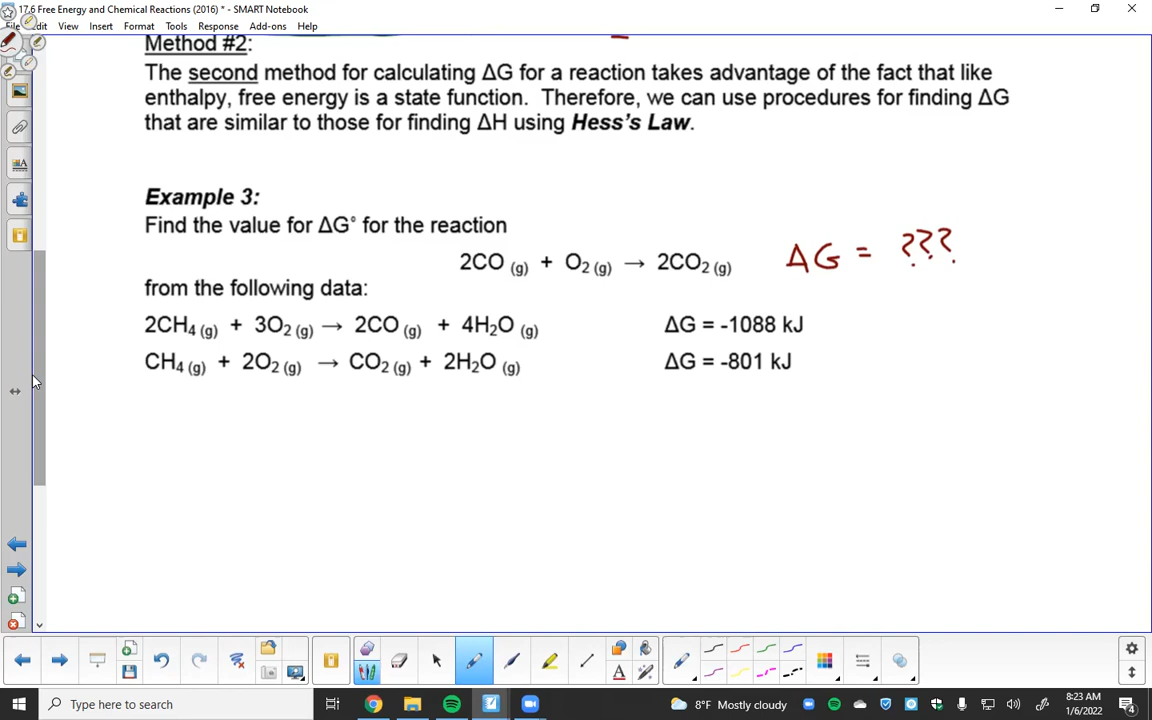 17.6 Free Energy and Chemical Reactions (2016) * - SMART Notebook
File Edit View Insert Format Tools Response Add-ons Help
Method #2:
The second method for calculating ΔG for a reaction takes advantage of the fact that like
enthalpy, free energy is a state function. Therefore, we can use procedures for finding ΔG
that are similar to those for finding ΔH using Hess's Law.
Example 3:
Find the value for ΔG° for the reaction
2CO (g) + O₂ (g) → 2CO₂ (g) ΔG = ???
from the following data:
2CH₄ (g) + 3O₂ (g) → 2CO (g) + 4H₂O (g) ΔG = -1088 kJ
CH₄ (g) + 2O₂ (g) → CO₂ (g) + 2H₂O (g) ΔG = -801 kJ
Type here to search
8°F Mostly cloudy
8:23 AM
1/6/2022
4